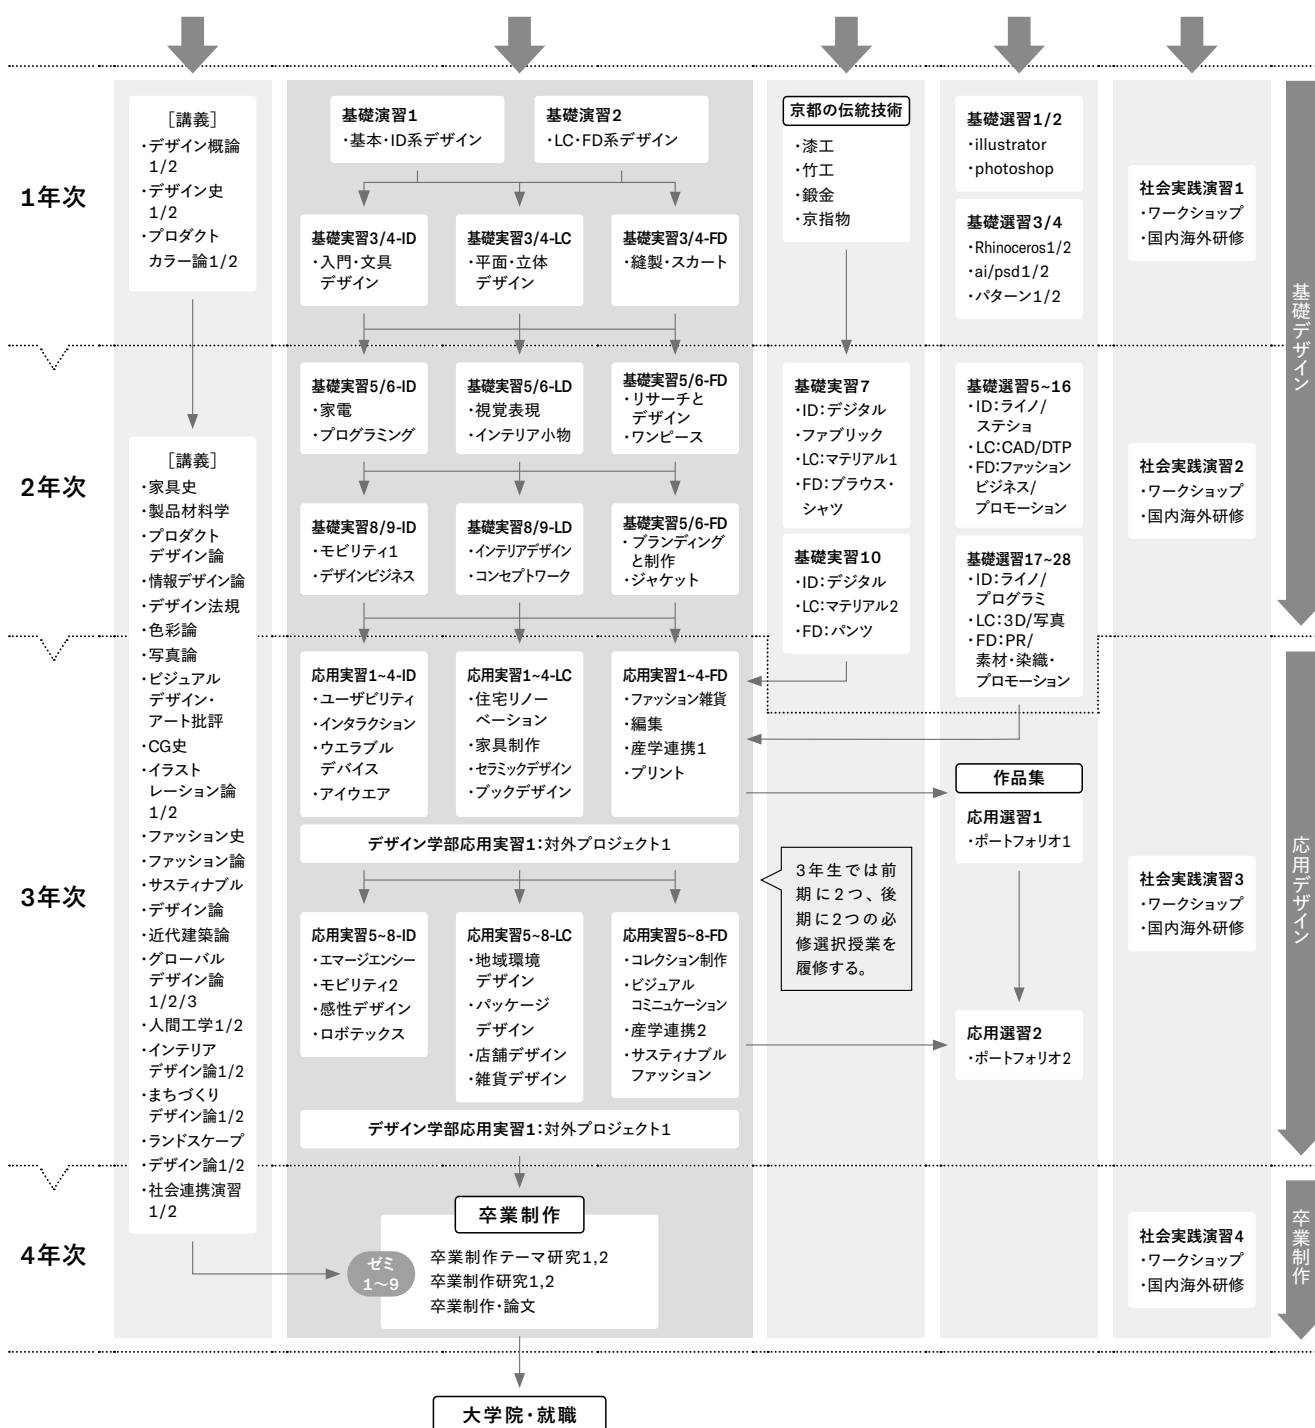 1年次
［講義］
・デザイン概論
1/2
・デザイン史
1/2
・プロダクト
カラー論1/2
基礎演習1
・基本・ID系デザイン
基礎演習2
・LC・FD系デザイン
基礎実習3/4-ID
・入門・文具
デザイン
基礎実習3/4-LC
・平面・立体
デザイン
基礎実習3/4-FD
・縫製・スカート
京都の伝統技術
・漆工
・竹工
・鍛金
・京指物
基礎選習1/2
・illustrator
・photoshop
基礎選習3/4
・Rhinoceros1/2
・ai/psd1/2
・パターン1/2
社会実践演習1
・ワークショップ
・国内海外研修
基礎デザイン
2年次
［講義］
・家具史
・製品材料学
・プロダクト
デザイン論
・情報デザイン論
・デザイン法規
・色彩論
・写真論
・ビジュアル
デザイン・
アート批評
・CG史
・イラスト
レーション論
1/2
・ファッション史
・ファッション論
・サスティナブル
・デザイン論
・近代建築論
・グローバル
デザイン論
1/2/3
・人間工学1/2
・インテリア
デザイン論1/2
・まちづくり
デザイン論1/2
・ランドスケープ
・デザイン論1/2
・社会連携演習
1/2
基礎実習5/6-ID
・家電
・プログラミング
基礎実習5/6-LD
・視覚表現
・インテリア小物
基礎実習5/6-FD
・リサーチと
デザイン
・ワンピース
基礎実習8/9-ID
・モビリティ1
・デザインビジネス
基礎実習8/9-LD
・インテリアデザイン
・コンセプトワーク
基礎実習5/6-FD
・ブランディング
と制作
・ジャケット
基礎実習7
・ID：デジタル
・ファブリック
・LC：マテリアル1
・FD：ブラウス・
シャツ
基礎実習10
・ID：デジタル
・LC：マテリアル2
・FD：パンツ
基礎選習5~16
・ID：ライノ/
ステショ
・LC：CAD/DTP
・FD：ファッション
ビジネス/
プロモーション
基礎選習17~28
・ID：ライノ/
プログラミ
・LC：3D/写真
・FD：PR/
素材・染織・
プロモーション
社会実践演習2
・ワークショップ
・国内海外研修
3年次
応用実習1~4-ID
・ユーザビリティ
・インタラクション
・ウエラブル
デバイス
・アイウエア
応用実習1~4-LC
・住宅リノー
ベーション
・家具制作
・セラミックデザイン
・ブックデザイン
応用実習1~4-FD
・ファッション雑貨
・編集
・産学連携1
・プリント
デザイン学部応用実習1：対外プロジェクト1
応用実習5~8-ID
・エマージエンシー
・モビリティ2
・感性デザイン
・ロボテックス
応用実習5~8-LC
・地域環境
デザイン
・パッケージ
デザイン
・店舗デザイン
・雑貨デザイン
応用実習5~8-FD
・コレクション制作
・ビジュアル
コミニュケーション
・産学連携2
・サスティナブル
ファッション
デザイン学部応用実習1：対外プロジェクト1
3年生では前
期に2つ、後
期に2つの必
修選択授業を
履修する。
作品集
応用選習1
・ポートフォリオ1
応用選習2
・ポートフォリオ2
社会実践演習3
・ワークショップ
・国内海外研修
応用デザイン
4年次
卒業制作
ゼミ
1〜9
卒業制作テーマ研究1,2
卒業制作研究1,2
卒業制作・論文
社会実践演習4
・ワークショップ
・国内海外研修
卒業制作
大学院・就職